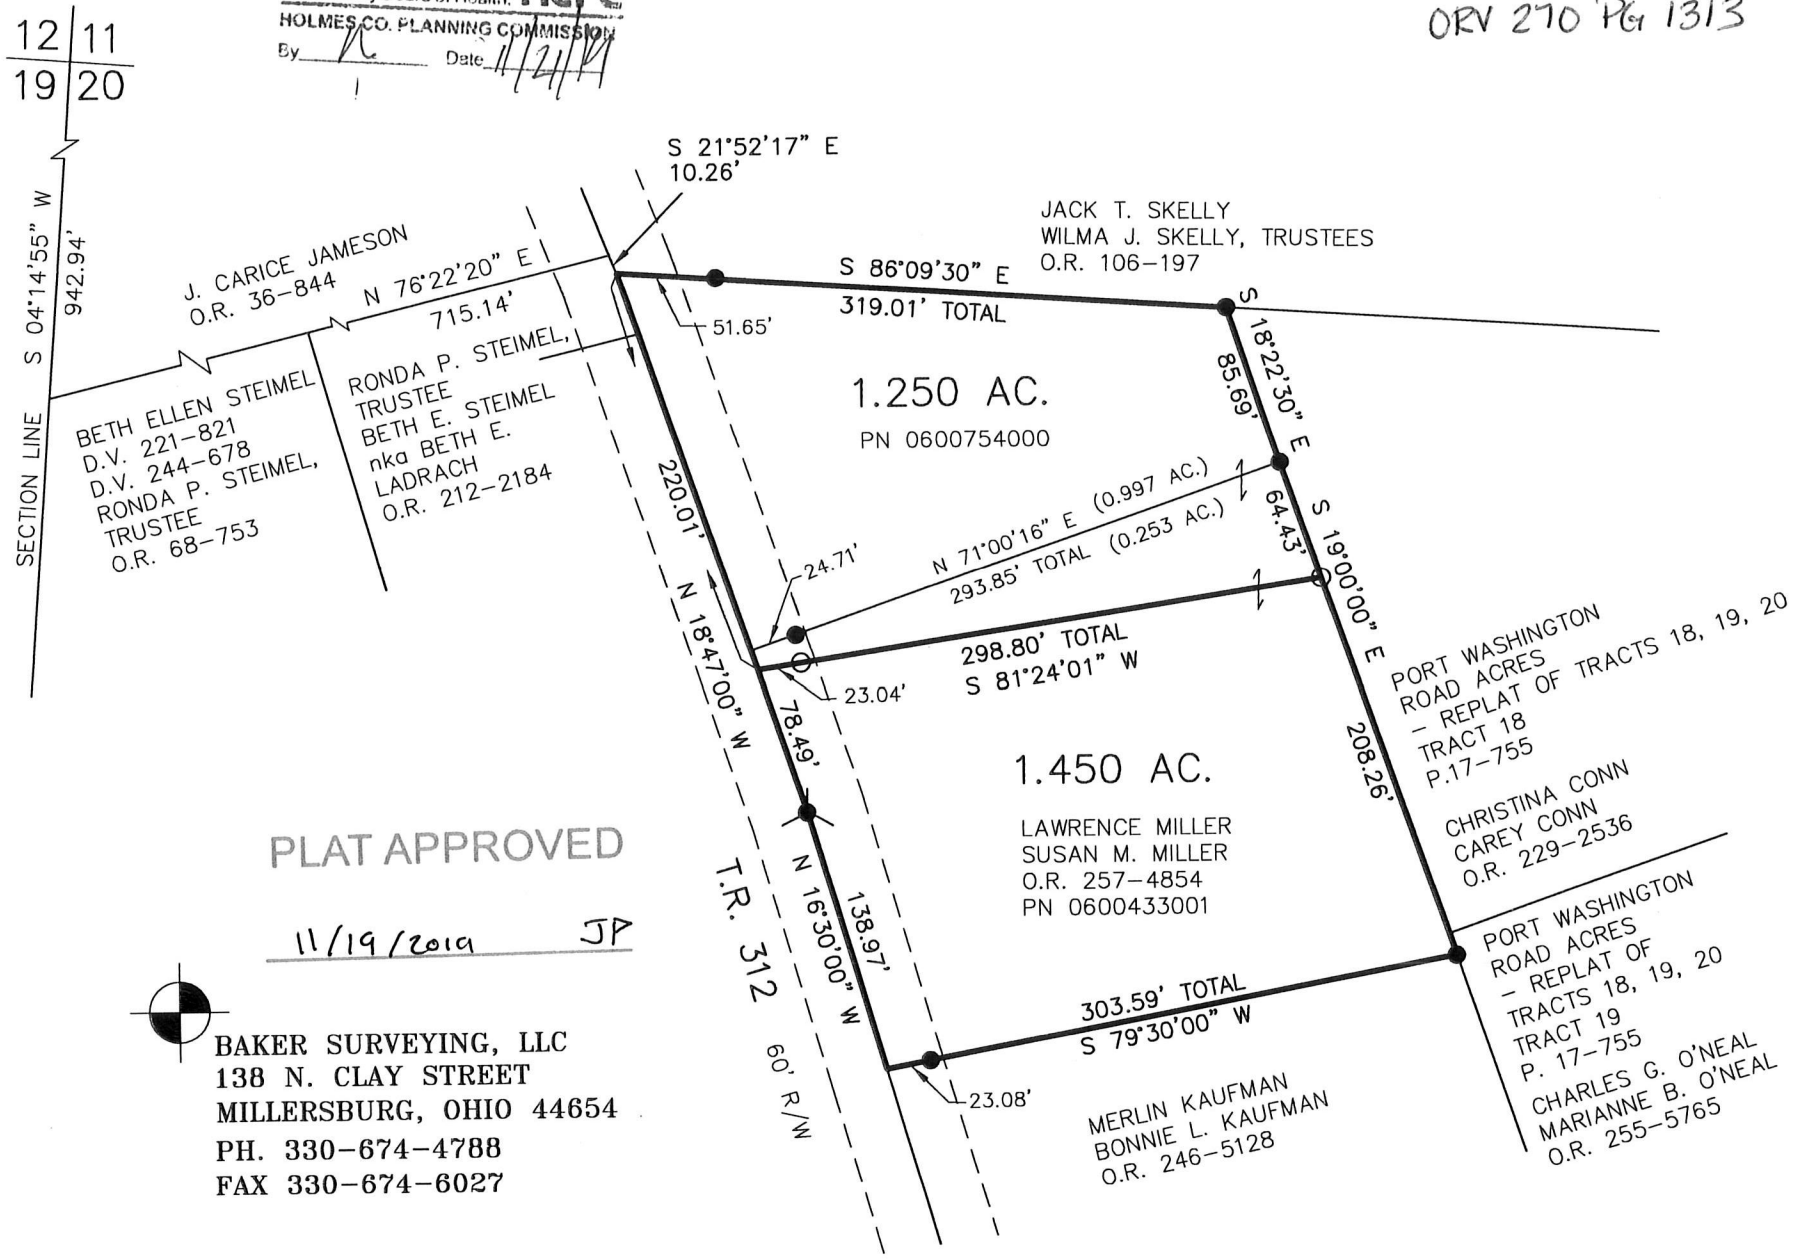 12 11
19 20
HOLMES CO. PLANNING COMMISSION
By Date 11/21/19
ORV 270 PG 1313
S 21°52'17" E
10.26'
SECTION LINE S 04°14'55" W
942.94'
J. CARICE JAMESON
O.R. 36-844
N 76°22'20" E
715.14'
BETH ELLEN STEIMEL
D.V. 221-821
D.V. 244-678
RONDA P. STEIMEL,
TRUSTEE
O.R. 68-753
RONDA P. STEIMEL,
TRUSTEE
BETH E. STEIMEL
nka BETH E.
LADRACH
O.R. 212-2184
JACK T. SKELLY
WILMA J. SKELLY, TRUSTEES
O.R. 106-197
S 86°09'30" E
319.01' TOTAL
51.65'
S 18°22'30" E
85.69'
1.250 AC.
PN 0600754000
220.01'
N 71°00'16" E (0.997 AC.)
293.85' TOTAL (0.253 AC.)
24.71'
64.43'
S 19°00'00" E
298.80' TOTAL
S 81°24'01" W
23.04'
N 18°47'00" W
78.49'
208.26'
1.450 AC.
LAWRENCE MILLER
SUSAN M. MILLER
O.R. 257-4854
PN 0600433001
PORT WASHINGTON
ROAD ACRES
- REPLAT OF TRACTS 18, 19, 20
TRACT 18
P.17-755
CHRISTINA CONN
CAREY CONN
O.R. 229-2536
PORT WASHINGTON
ROAD ACRES
- REPLAT OF
TRACTS 18, 19, 20
TRACT 19
P. 17-755
CHARLES G. O'NEAL
MARIANNE B. O'NEAL
O.R. 255-5765
T.R. 312 60' R/W
N 16°30'00" W
138.97'
303.59' TOTAL
S 79°30'00" W
23.08'
MERLIN KAUFMAN
BONNIE L. KAUFMAN
O.R. 246-5128
PLAT APPROVED
11/19/2019 JP
BAKER SURVEYING, LLC
138 N. CLAY STREET
MILLERSBURG, OHIO 44654
PH. 330-674-4788
FAX 330-674-6027